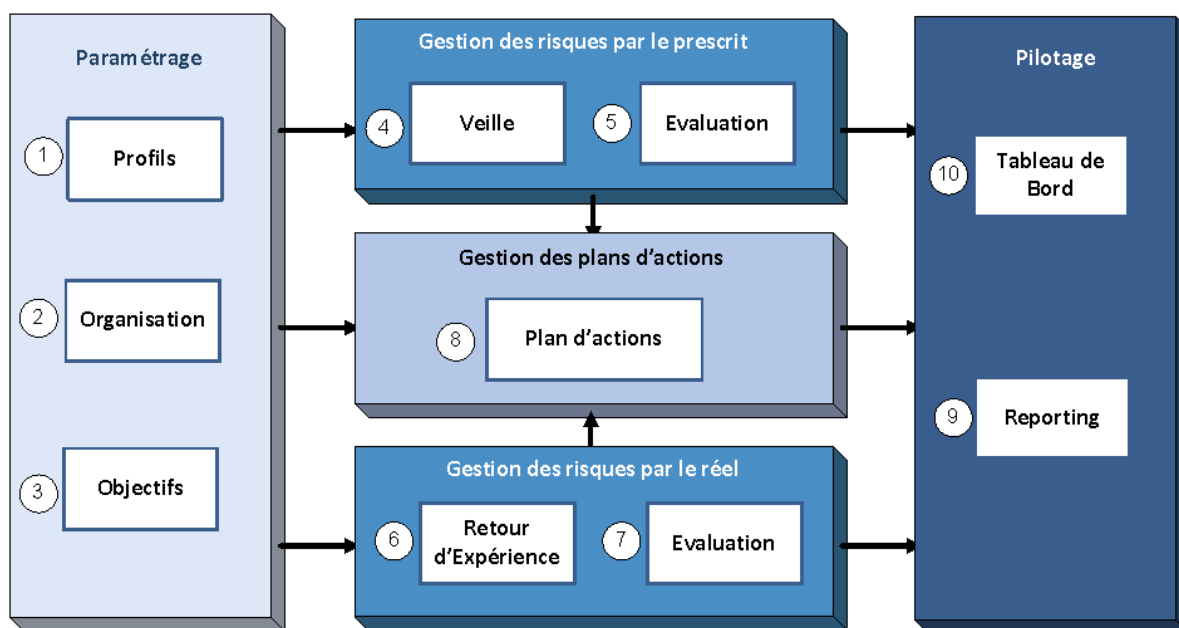 Paramétrage
1
Profils
2
Organisation
3
Objectifs
Gestion des risques par le prescrit
4
Veille
5
Evaluation
Gestion des plans d'actions
8
Plan d'actions
Gestion des risques par le réel
6
Retour
d'Expérience
7
Evaluation
Pilotage
10
Tableau de
Bord
9
Reporting